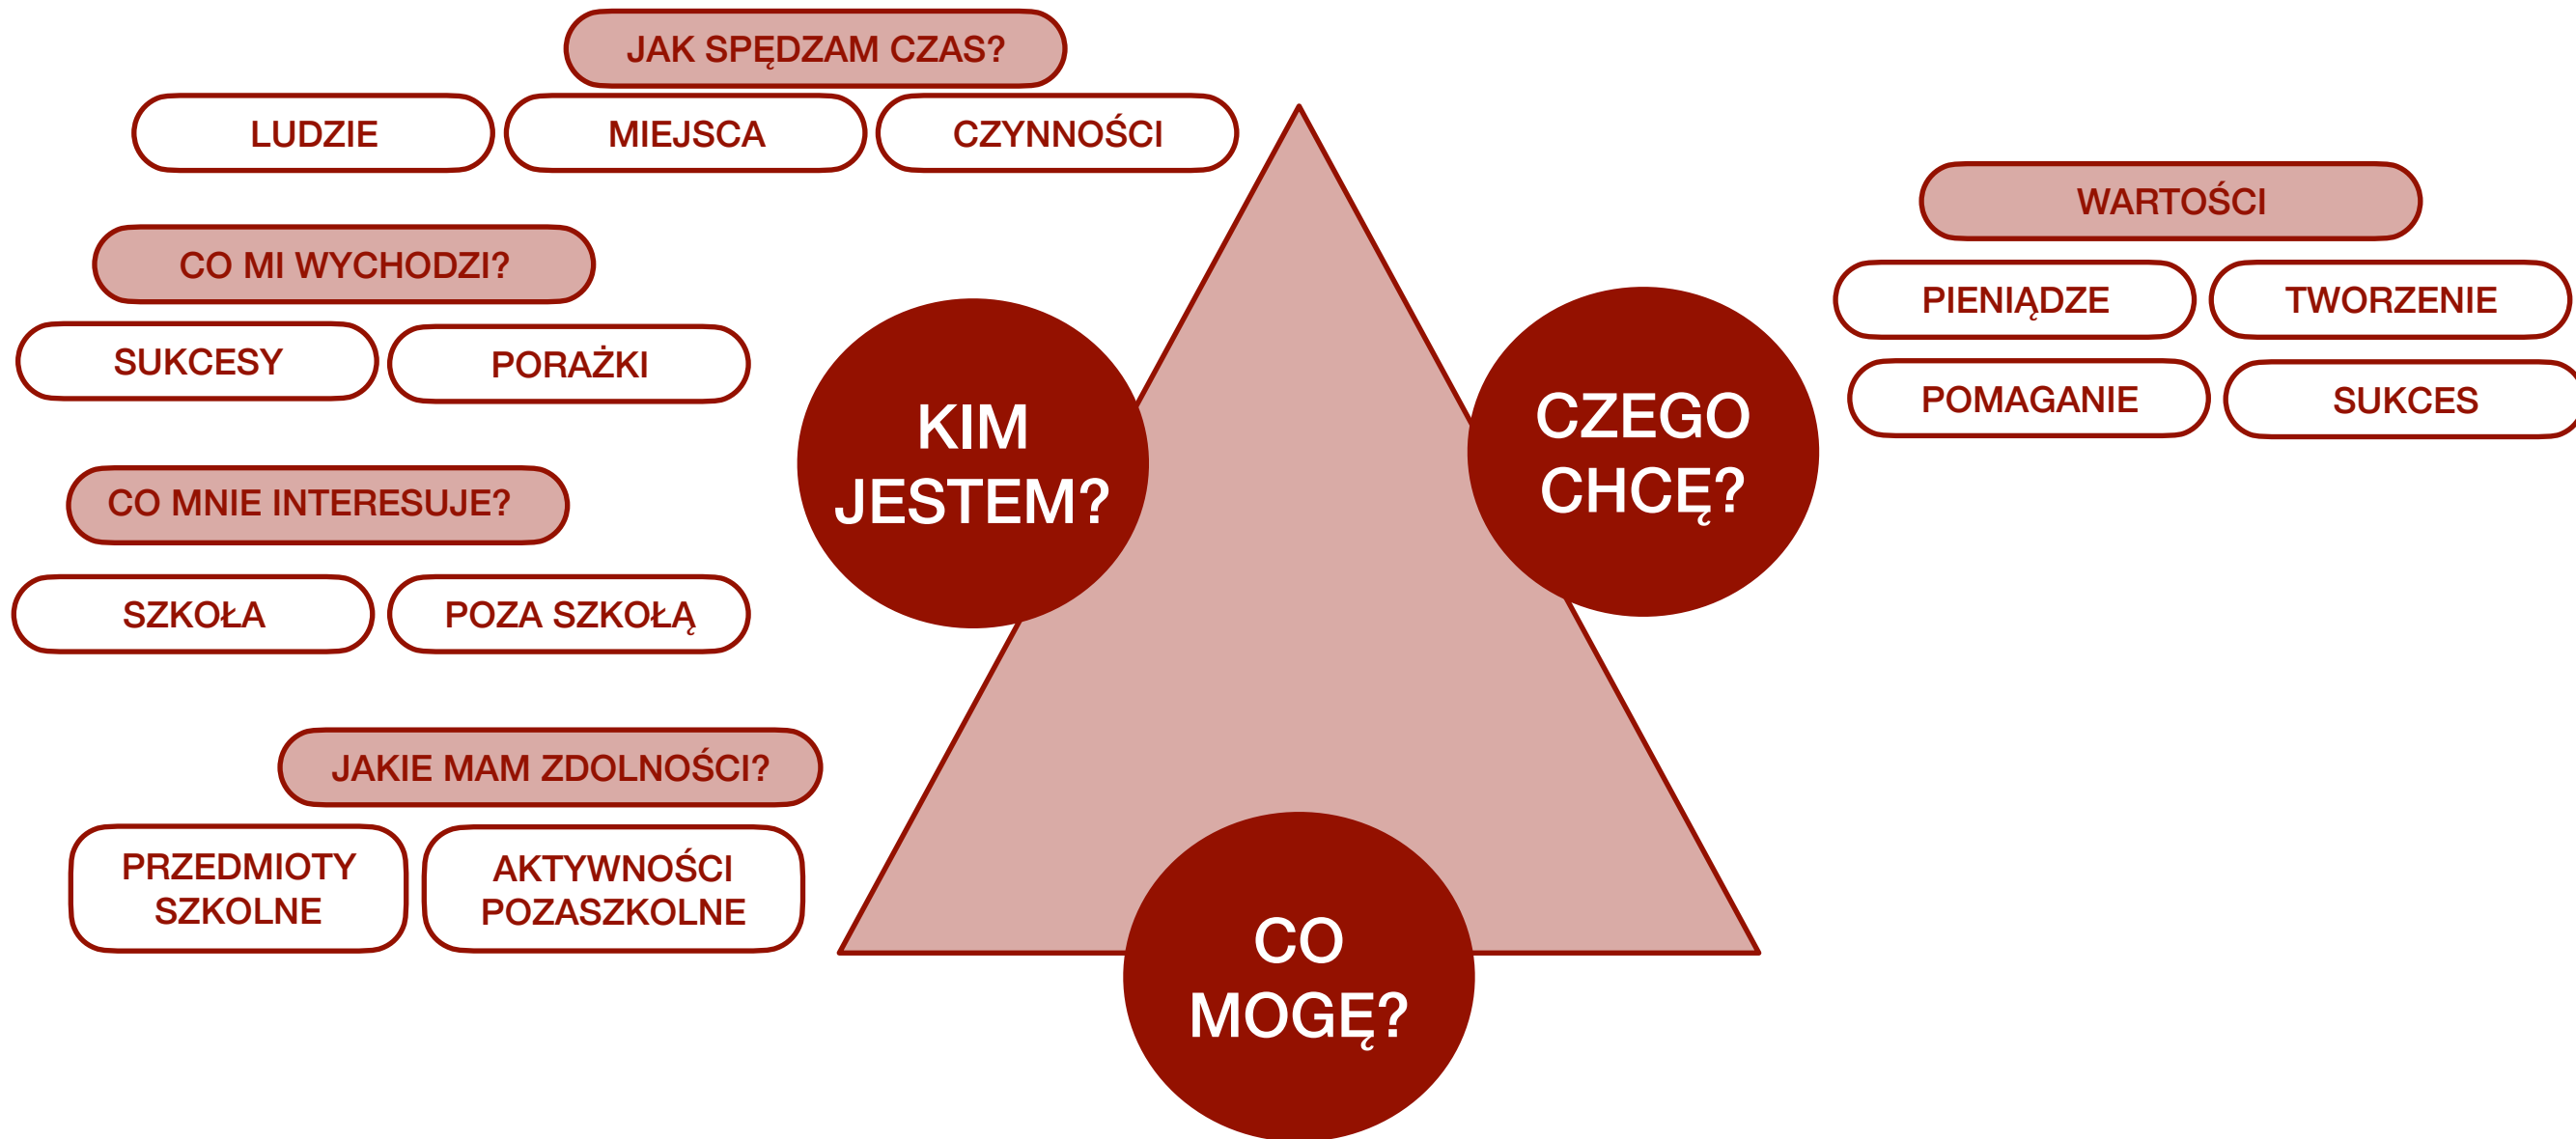 JAK SPĘDZAM CZAS?
LUDZIE
MIEJSCA
CZYNNOŚCI
CO MI WYCHODZI?
SUKCESY
PORAŻKI
CO MNIE INTERESUJE?
SZKOŁA
POZA SZKOŁĄ
JAKIE MAM ZDOLNOŚCI?
PRZEDMIOTY
SZKOLNE
AKTYWNOŚCI
POZASZKOLNE
KIM
JESTEM?
CZEGO
CHCĘ?
WARTOŚCI
PIENIĄDZE
TWORZENIE
POMAGANIE
SUKCES
CO
MOGĘ?